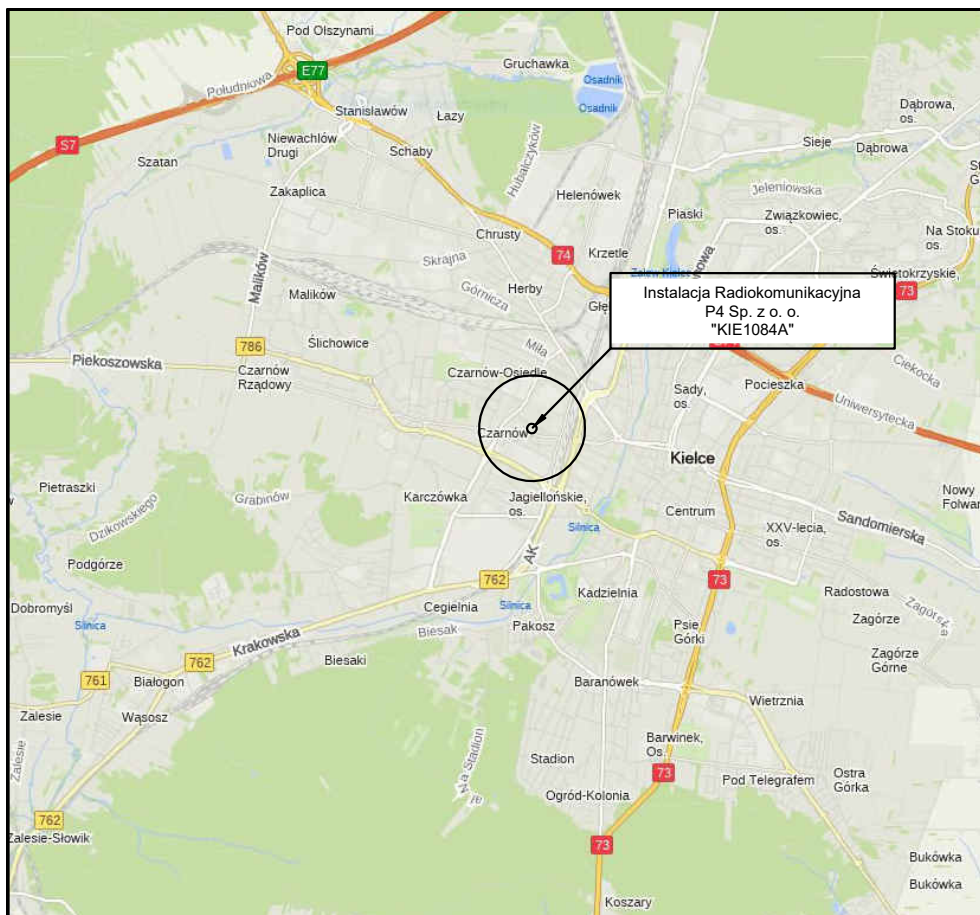 Pod Olszynami
E77
Południowa
Gruchawka
Osadnik
Osadnik
Stanisławów
Łazy
Dąbrowa,
os.
S7
Niewachlów
Drugi
Schaby
Szatan
Hubalczyków
Sieje
Dąbrowa
Zakaplica
Helenówek
Jeleniowska
Piaski
Związkowiec,
os.
Na Stoku
os.
Chrusty
74
Krzetle
Skrajna
Malików
Herby
Górnicza
Zalew Kielce
Świętokrzyskie,
73
Malików
Instalacja Radiokomunikacyjna
P4 Sp. z o. o.
"KIE1084A"
Ślichowice
Miła
786
Piekoszowska
Czarnów
Rządowy
Czarnów-Osiedle
Sady,
os.
Pocieszka
Ciekocka
Uniwersytecka
Czarnów
Kielce
Pietraszki
Grabinów
Dzikowskiego
Karczówka
Jagiellońskie,
os.
Centrum
Nowy
Folwar
Silnica
XXV-lecia,
os.
Sandomierska
Podgórze
AK
762
73
Dobromyśl
Silnica
Cegielnia
Silnica
Kadzielnia
Radostowa
Zagórze
Krakowska
Biesak
Pakosz
Psie
Górki
Zagórze
Górne
762
Biesaki
761
Białogon
Baranówek
Wietrznia
Zalesie
Wąsosz
Zalesie
Na Stadion
Stadion
Barwinek,
Os.
73
Pod Telegrafem
Ostra
Górka
Ogród-Kolonia
762
Zalesie-Słowik
73
Bukówka
Bukówka
Koszary